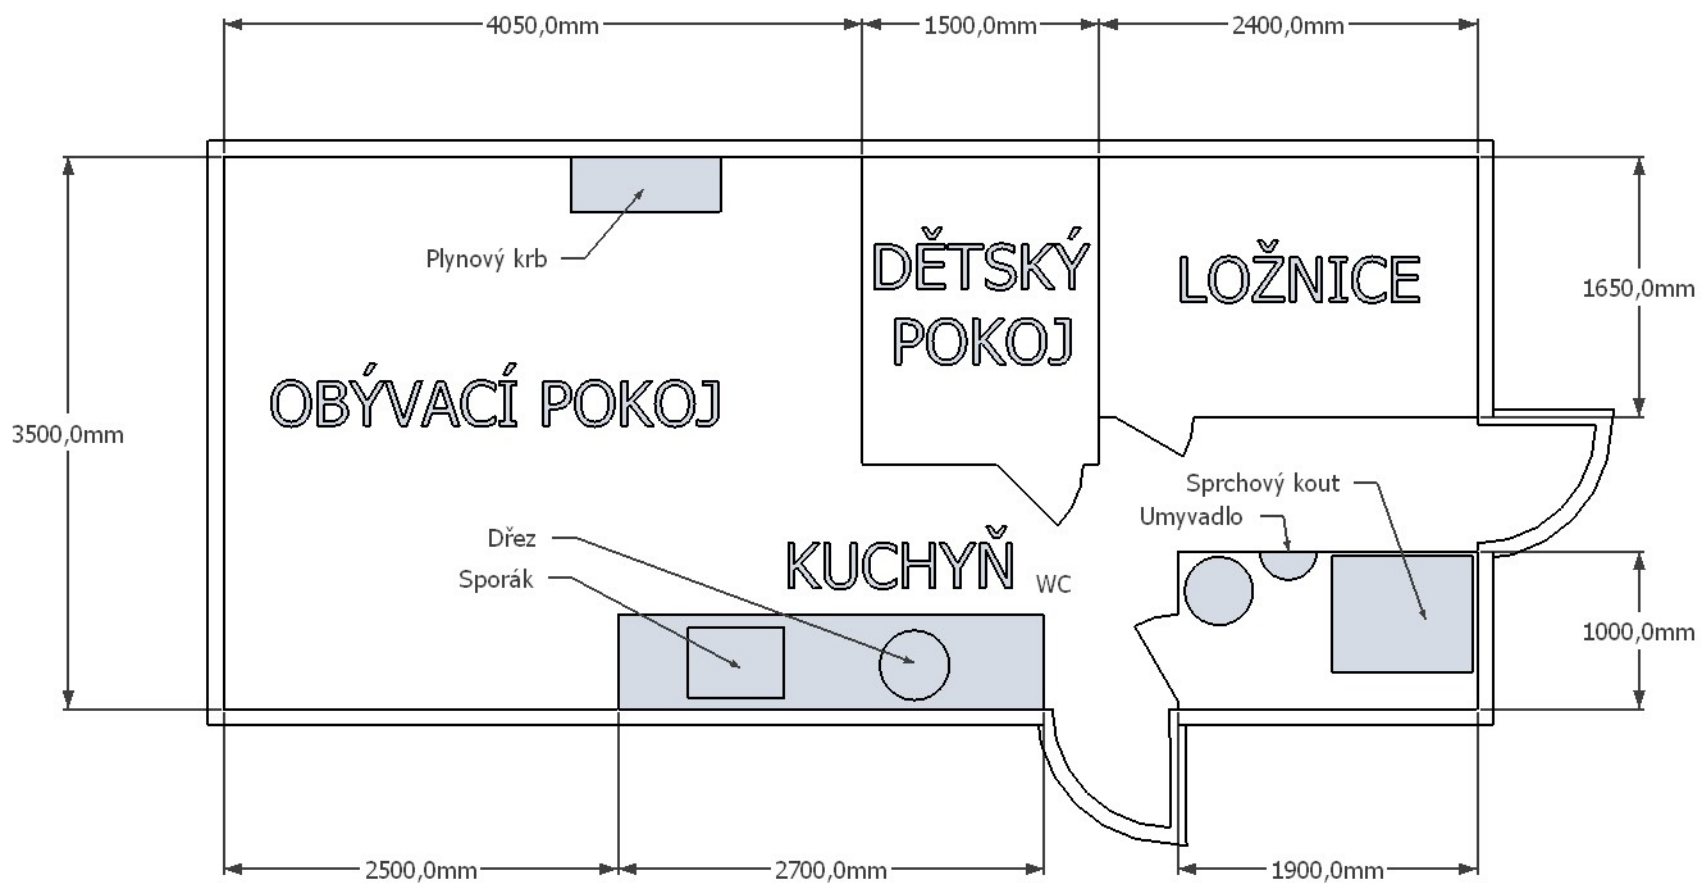 4050,0mm
1500,0mm
2400,0mm
Plynový krb
DĚTSKÝ
POKOJ
LOŽNICE
1650,0mm
OBÝVACÍ POKOJ
3500,0mm
Sprchový kout
Umyvadlo
Dřez
Sporák
KUCHYŇ
WC
1000,0mm
2500,0mm
2700,0mm
1900,0mm